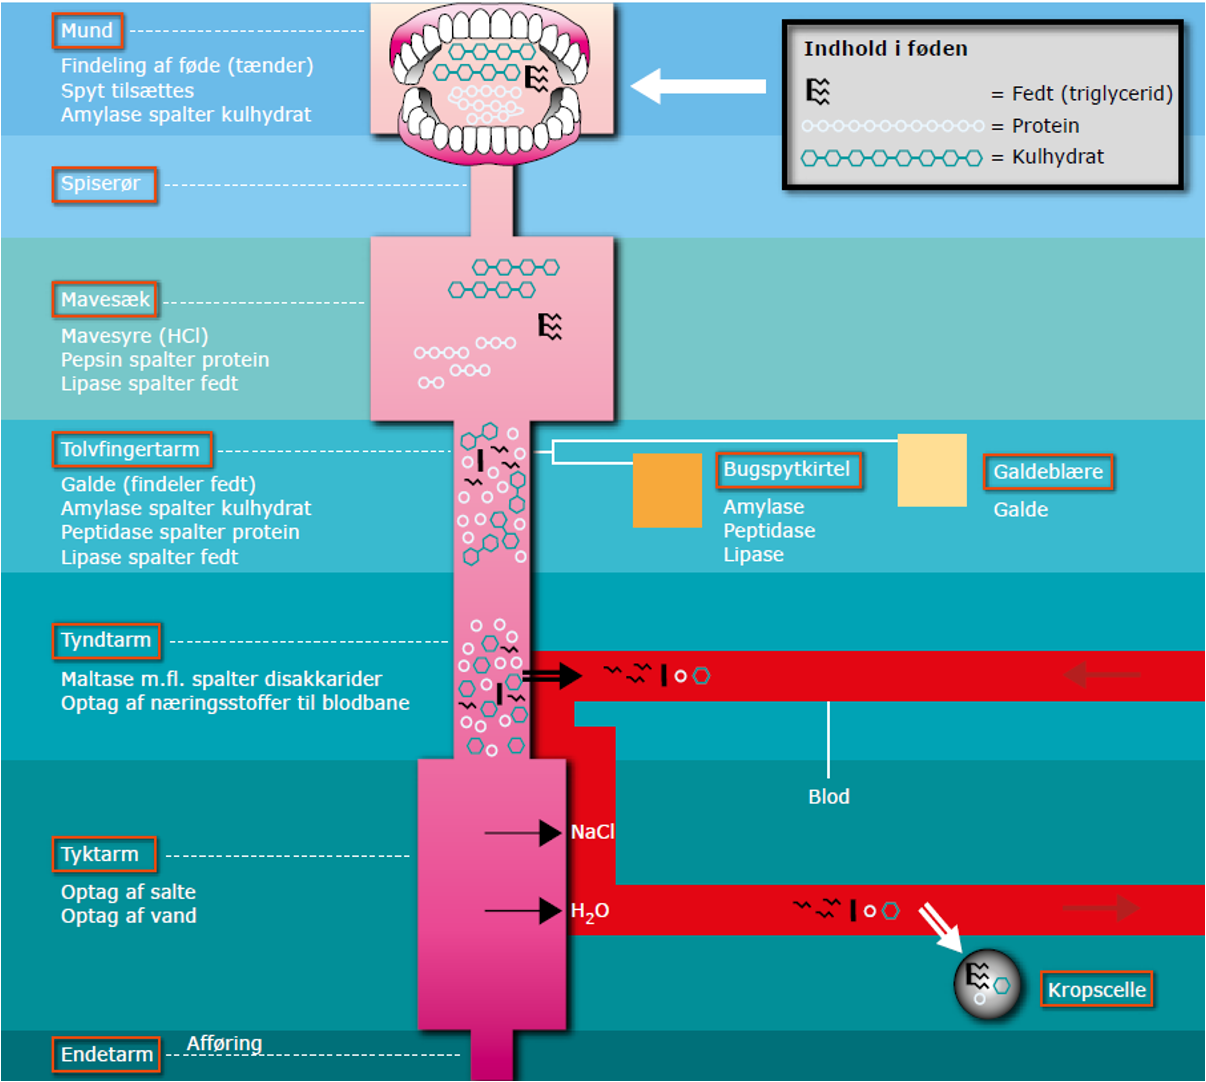 Mund
Findeling af føde (tænder)
Spyt tilsættes
Amylase spalter kulhydrat
Indhold i føden
= Fedt (triglycerid)
= Protein
= Kulhydrat
Spiserør
Mavesæk
Mavesyre (HCl)
Pepsin spalter protein
Lipase spalter fedt
Tolvfingertarm
Galde (findeler fedt)
Amylase spalter kulhydrat
Peptidase spalter protein
Lipase spalter fedt
Bugspytkirtel
Amylase
Peptidase
Lipase
Galdeblære
Galde
Tyndtarm
Maltase m.fl. spalter disakkarider
Optag af næringsstoffer til blodbane
Blod
Tyktarm
Optag af salte
Optag af vand
NaCl
H₂O
Kropscelle
Endetarm
Afføring